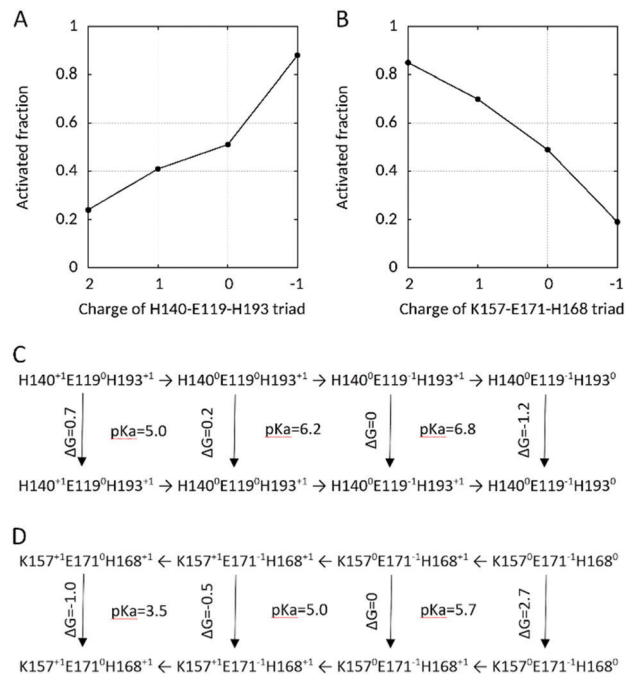 A
B
1
0.8
0.6
0.4
0.2
0
Activated fraction
2 1 0 -1
Charge of H140-E119-H193 triad
1
0.8
0.6
0.4
0.2
0
Activated fraction
2 1 0 -1
Charge of K157-E171-H168 triad
C
H140⁺¹E119⁰H193⁺¹ → H140⁰E119⁰H193⁺¹ → H140⁰E119⁻¹H193⁺¹ → H140⁰E119⁻¹H193⁰
ΔG=0.7 pKa=5.0 ΔG=0.2 pKa=6.2 ΔG=0 pKa=6.8 ΔG=-1.2
H140⁺¹E119⁰H193⁺¹ → H140⁰E119⁰H193⁺¹ → H140⁰E119⁻¹H193⁺¹ → H140⁰E119⁻¹H193⁰
D
K157⁺¹E171⁰H168⁺¹ ← K157⁺¹E171⁻¹H168⁺¹ ← K157⁰E171⁻¹H168⁺¹ ← K157⁰E171⁻¹H168⁰
ΔG=-1.0 pKa=3.5 ΔG=-0.5 pKa=5.0 ΔG=0 pKa=5.7 ΔG=2.7
K157⁺¹E171⁰H168⁺¹ ← K157⁺¹E171⁻¹H168⁺¹ ← K157⁰E171⁻¹H168⁺¹ ← K157⁰E171⁻¹H168⁰